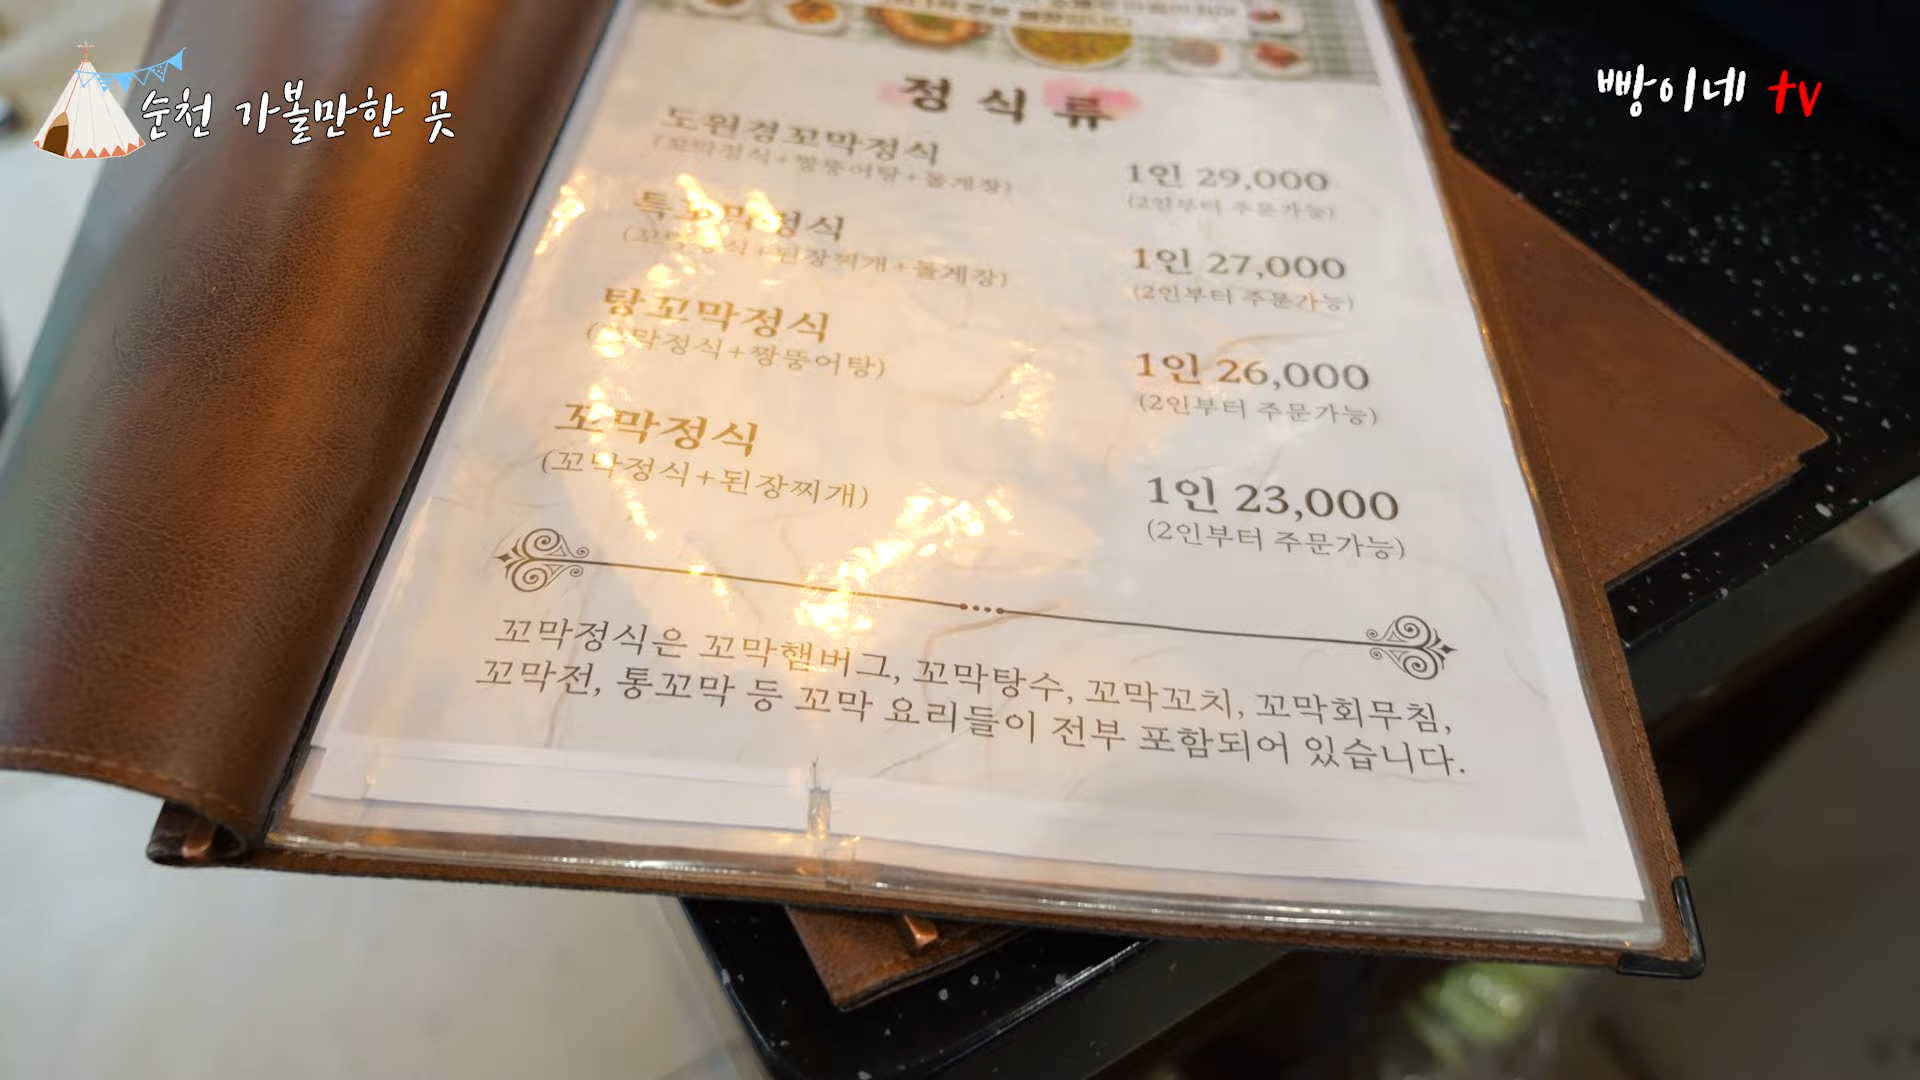 순천 가볼만한 곳
빵이네 tv
정식류
도원경꼬막정식
(꼬막정식+짱뚱어탕+돌게장)
1인 29,000
(2인부터 주문가능)
특꼬막정식
(꼬막정식+된장찌개+돌게장)
1인 27,000
(2인부터 주문가능)
탕꼬막정식
(꼬막정식+짱뚱어탕)
1인 26,000
(2인부터 주문가능)
꼬막정식
(꼬막정식+된장찌개)
1인 23,000
(2인부터 주문가능)
꼬막정식은 꼬막햄버그, 꼬막탕수, 꼬막꼬치, 꼬막회무침,
꼬막전, 통꼬막 등 꼬막 요리들이 전부 포함되어 있습니다.